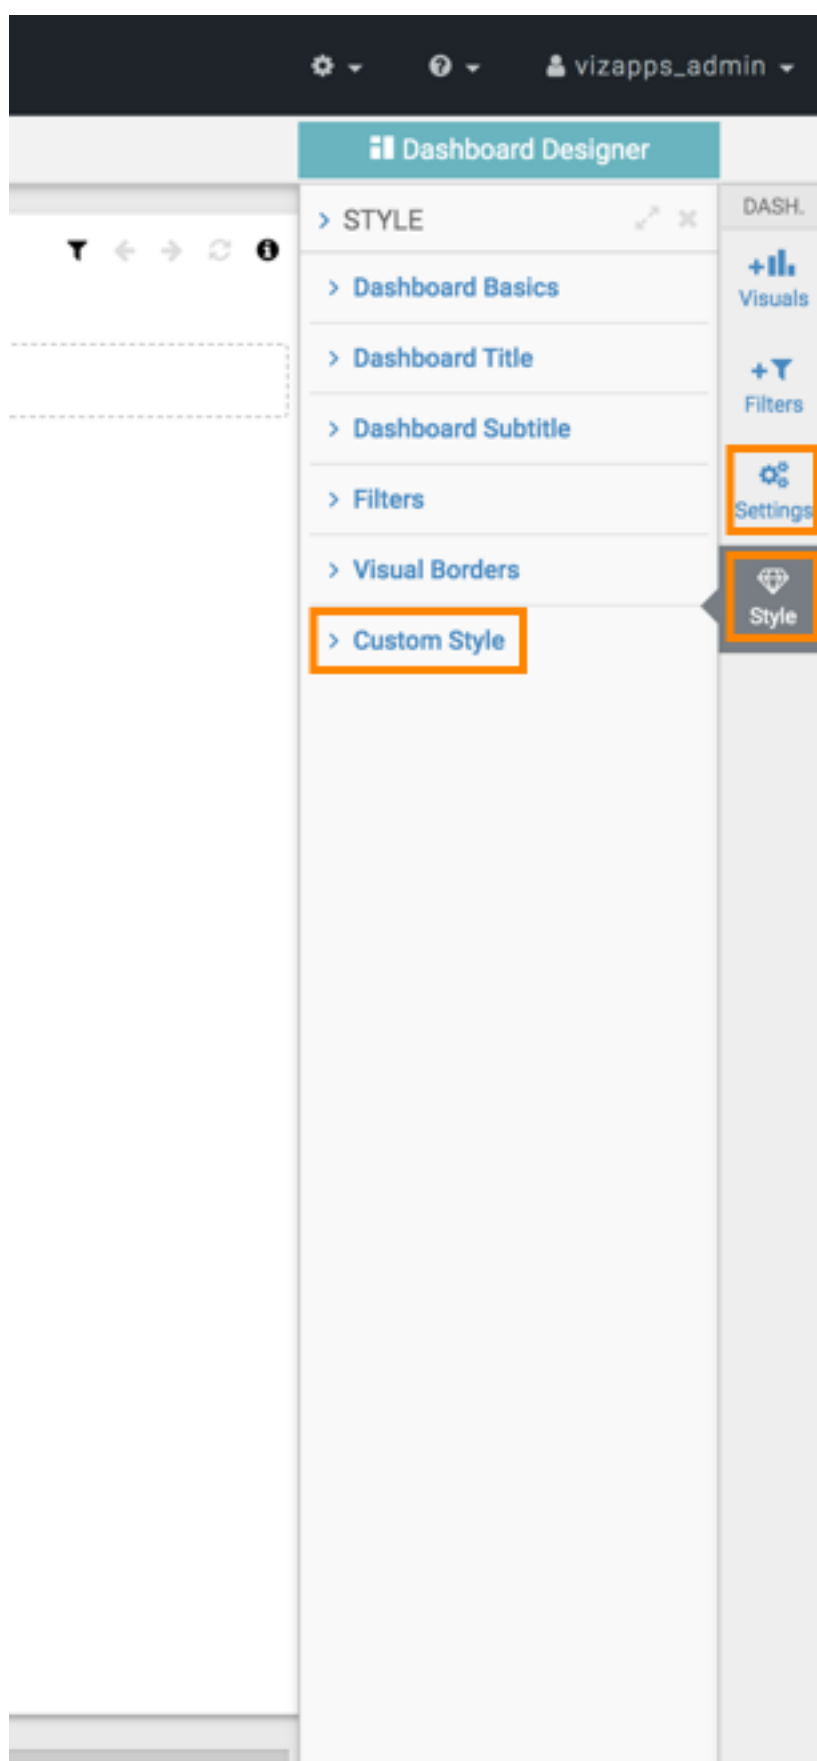 vizapps_admin
Dashboard Designer
STYLE
Dashboard Basics
Dashboard Title
Dashboard Subtitle
Filters
Visual Borders
Custom Style
DASH.
Visuals
Filters
Settings
Style